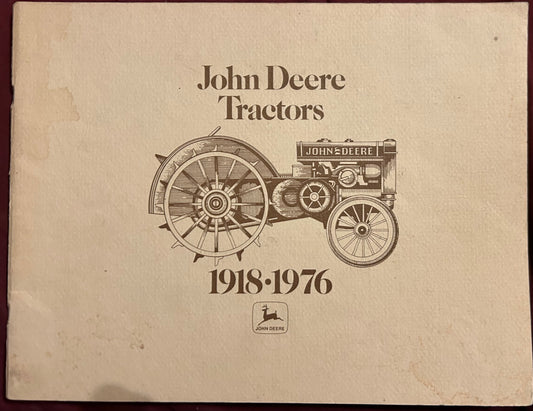 John Deere
Tractors
JOHN DEERE
1918•1976
JOHN DEERE